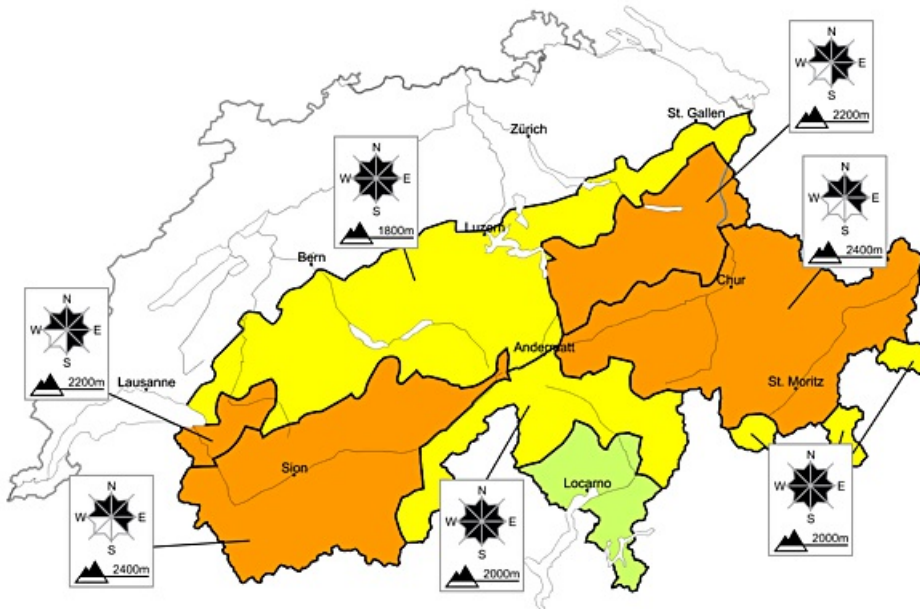 N
W E
S
2200m
St. Gallen
Zürich
N
W E
S
1800m
N
W E
S
2400m
Luzern
Bern
Chur
N
W E
S
2200m
Andermatt
Lausanne
St. Moritz
Sion
Locarno
N
W E
S
2400m
N
W E
S
2000m
N
W E
S
2000m